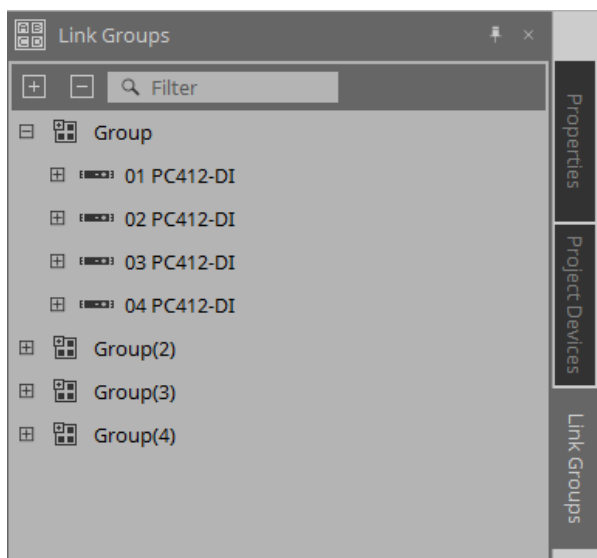 Link Groups
Filter
Group
01 PC412-DI
02 PC412-DI
03 PC412-DI
04 PC412-DI
Group(2)
Group(3)
Group(4)
Properties
Project Devices
Link Groups